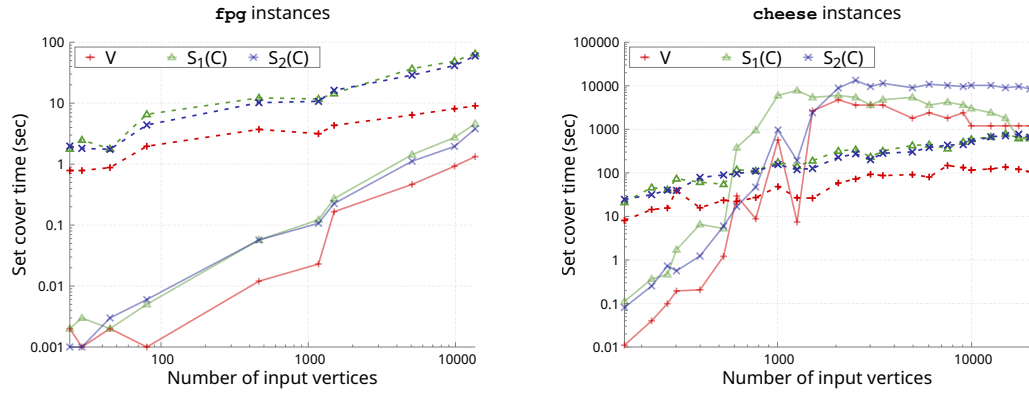 fpg instances
V S₁(C) S₂(C)
Set cover time (sec)
100
10
1
0.1
0.01
0.001
100 1000 10000
Number of input vertices
cheese instances
V S₁(C) S₂(C)
Set cover time (sec)
100000
10000
1000
100
10
1
0.1
0.01
1000 10000
Number of input vertices